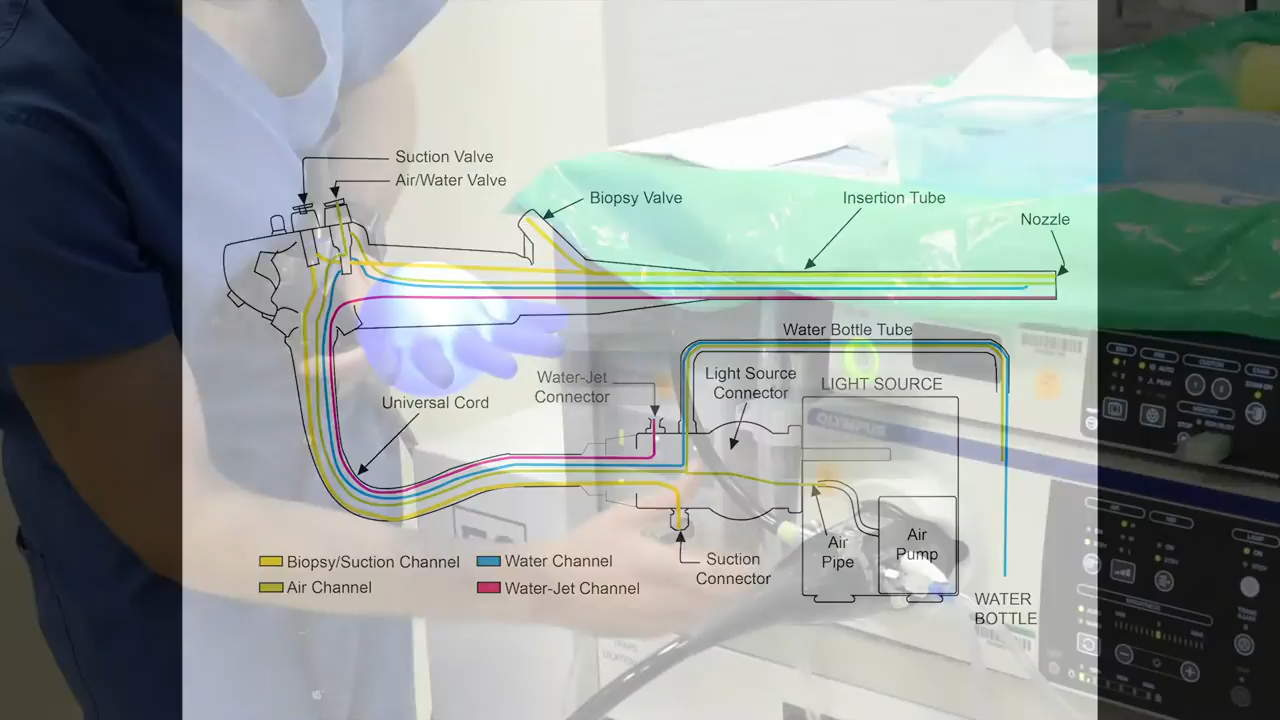 Suction Valve
Air/Water Valve
Biopsy Valve
Insertion Tube
Nozzle
Water Bottle Tube
Water-Jet
Connector
Light Source
Connector
LIGHT SOURCE
Universal Cord
OLYMPUS
Air
Pipe
Air
Pump
Suction
Connector
Biopsy/Suction Channel
Water Channel
Air Channel
Water-Jet Channel
WATER
BOTTLE